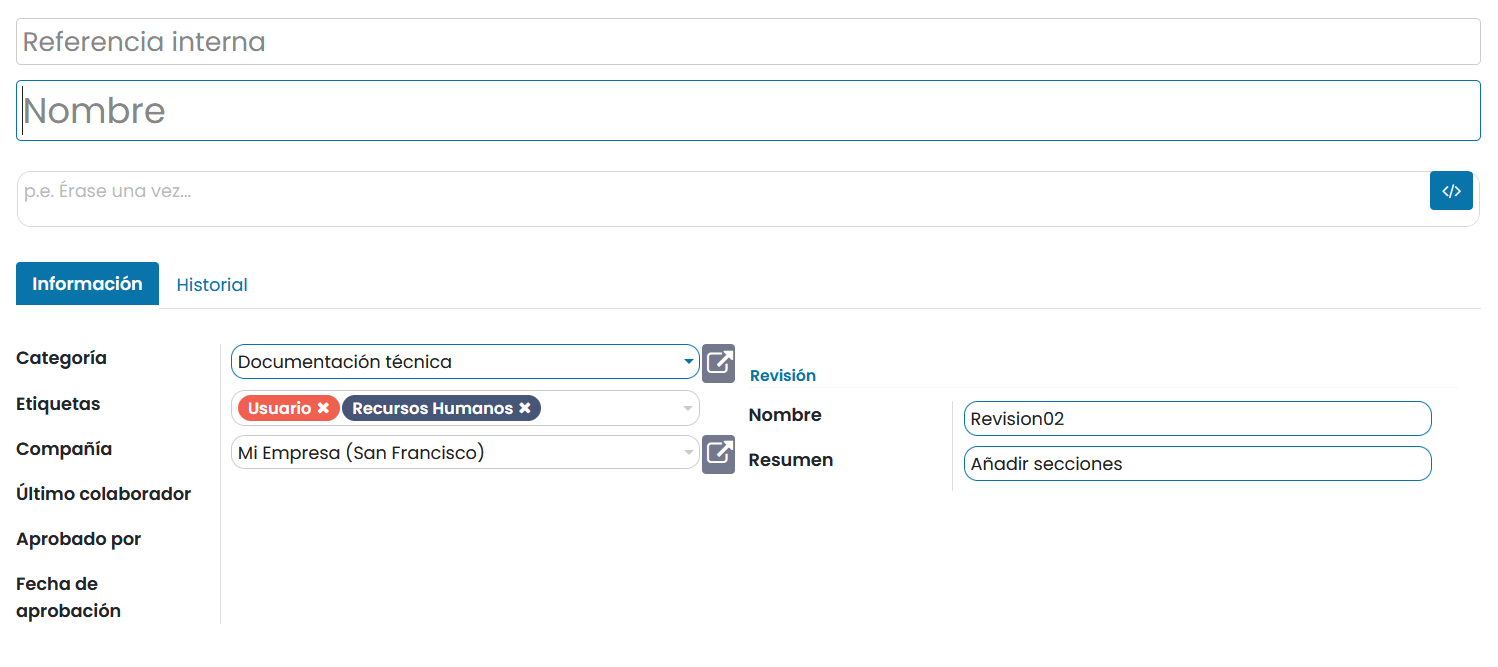 Referencia interna
Nombre
p.e. Érase una vez...
</>
Información Historial
Categoría Documentación técnica
Revisión
Etiquetas Usuario ✖ Recursos Humanos ✖
Nombre Revision02
Compañía Mi Empresa (San Francisco)
Resumen Añadir secciones
Último colaborador
Aprobado por
Fecha de
aprobación